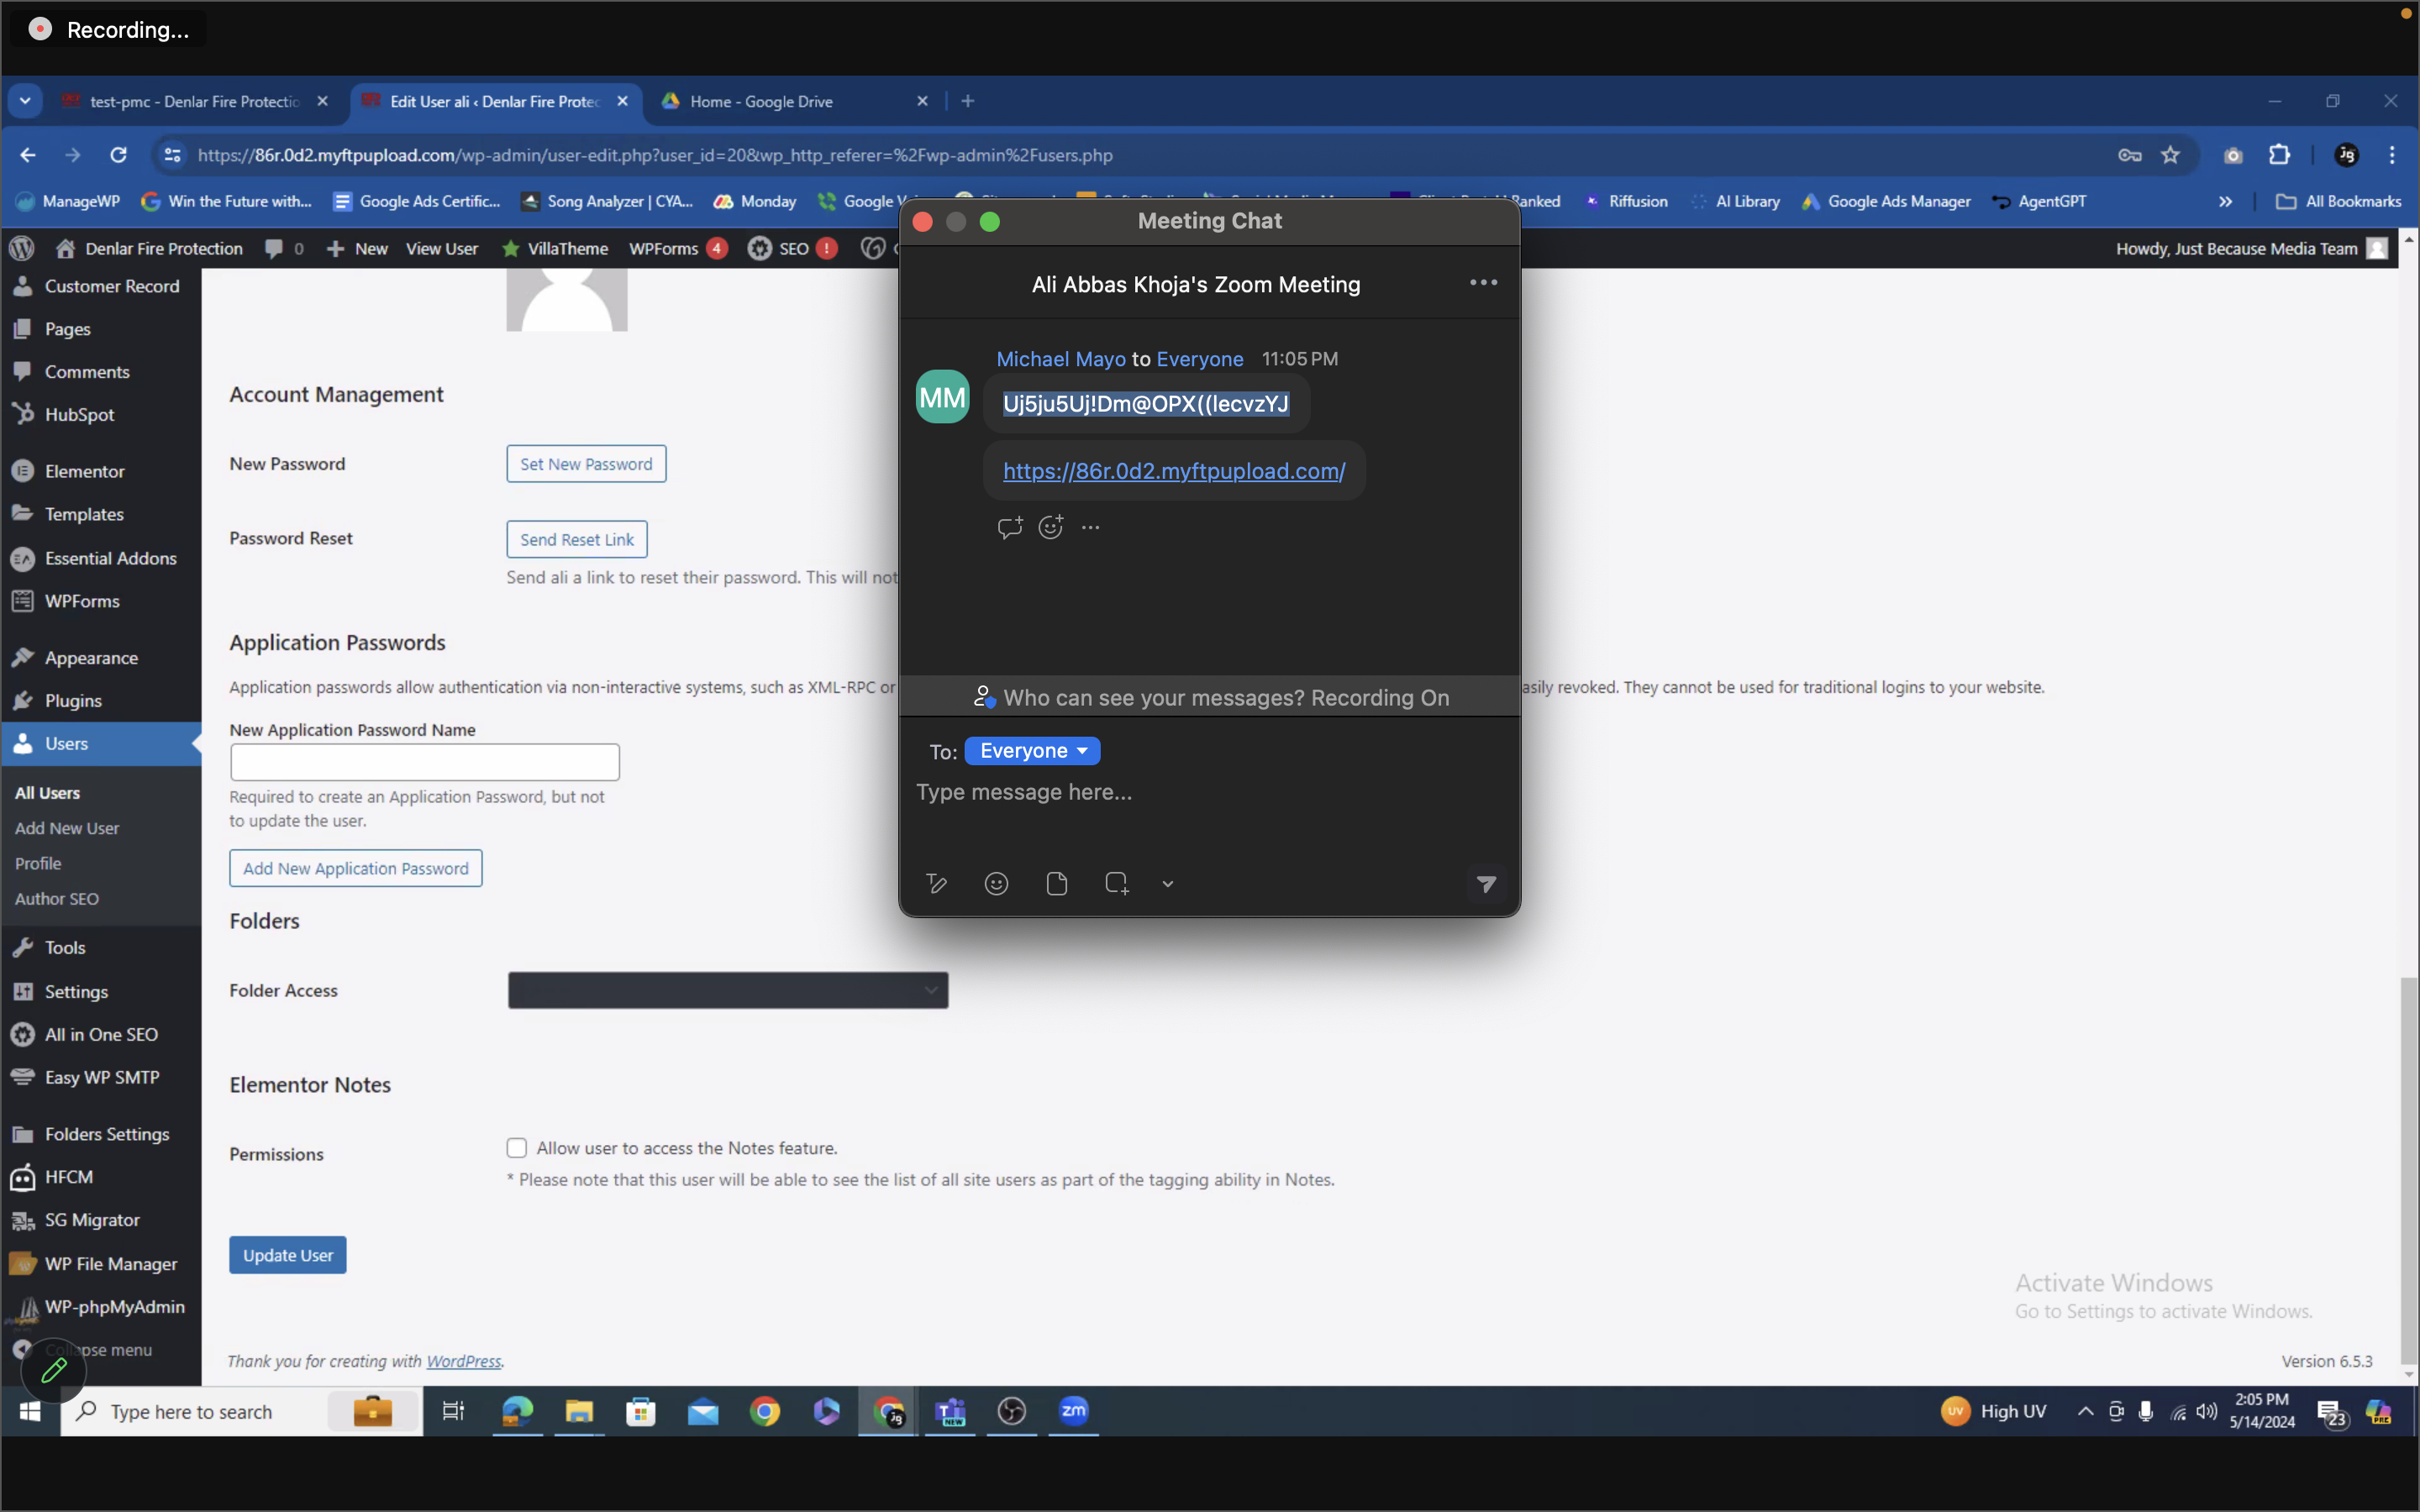 Recording...
test-pmc - Denlar Fire Protectio
Edit User ali ‹ Denlar Fire Protec
Home - Google Drive
https://86r.0d2.myftpupload.com/wp-admin/user-edit.php?user_id=20&wp_http_referer=%2Fwp-admin%2Fusers.php
ManageWP
Win the Future with...
Google Ads Certific...
Song Analyzer | CYA...
Monday
Google V
Ranked
Riffusion
AI Library
Google Ads Manager
AgentGPT
All Bookmarks
Denlar Fire Protection
0
New
View User
VillaTheme
WPForms 4
SEO !
Howdy, Just Because Media Team
Customer Record
Pages
Comments
HubSpot
Elementor
Templates
Essential Addons
WPForms
Appearance
Plugins
Users
All Users
Add New User
Profile
Author SEO
Tools
Settings
All in One SEO
Easy WP SMTP
Folders Settings
HFCM
SG Migrator
WP File Manager
WP-phpMyAdmin
Account Management
New Password
Set New Password
Password Reset
Send Reset Link
Send ali a link to reset their password. This will not
Application Passwords
Application passwords allow authentication via non-interactive systems, such as XML-RPC or
asily revoked. They cannot be used for traditional logins to your website.
New Application Password Name
Required to create an Application Password, but not
to update the user.
Add New Application Password
Folders
Folder Access
Elementor Notes
Permissions
Allow user to access the Notes feature.
* Please note that this user will be able to see the list of all site users as part of the tagging ability in Notes.
Update User
Thank you for creating with WordPress.
Version 6.5.3
Activate Windows
Go to Settings to activate Windows.
Meeting Chat
Ali Abbas Khoja's Zoom Meeting
Michael Mayo to Everyone 11:05 PM
MM
Uj5ju5Uj!Dm@OPX((lecvzYJ
https://86r.0d2.myftpupload.com/
Who can see your messages? Recording On
To: Everyone
Type message here...
Type here to search
zm
UV
High UV
2:05 PM
5/14/2024
23